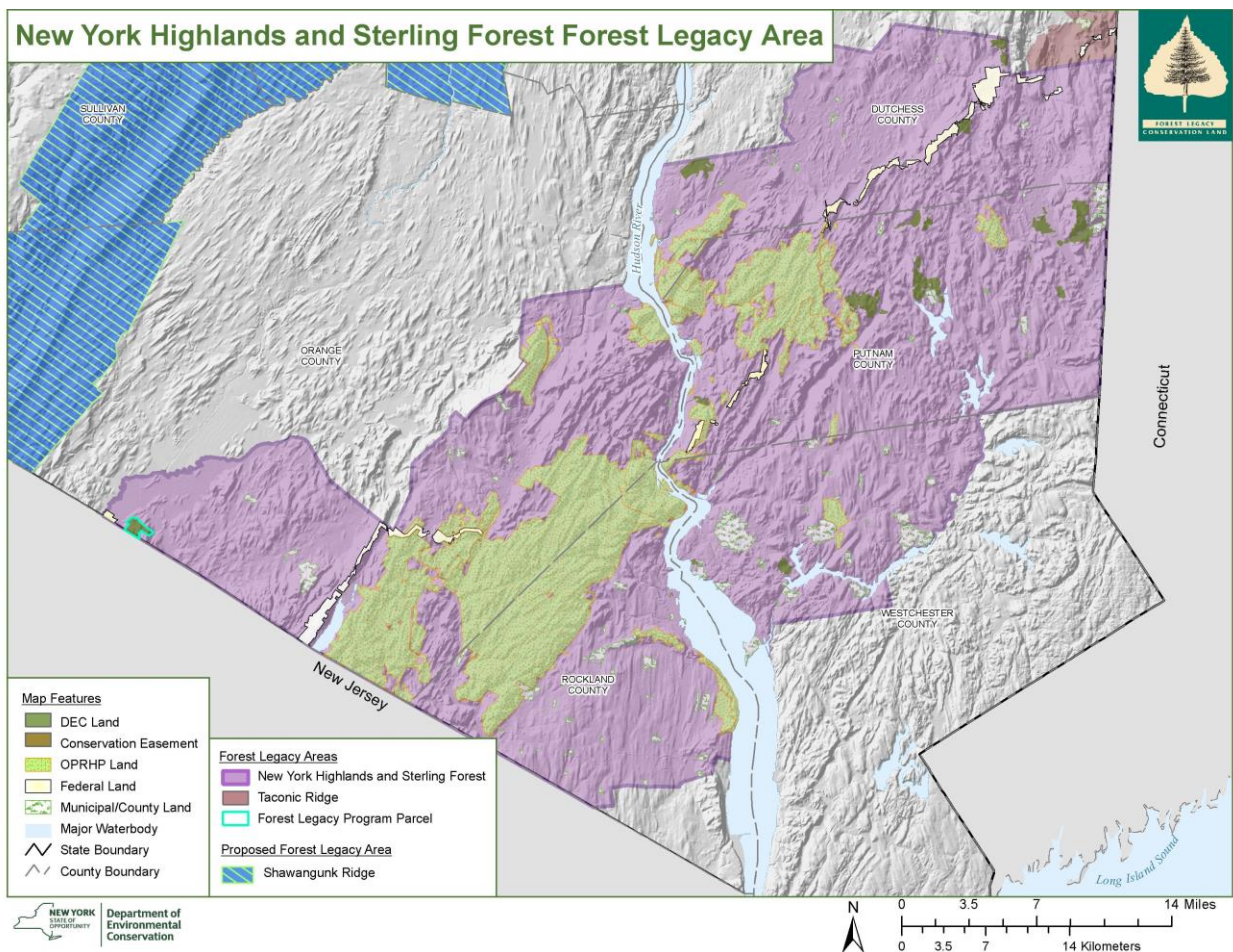 New York Highlands and Sterling Forest Forest Legacy Area
FOREST LEGACY
CONSERVATION LAND
SULLIVAN
COUNTY
DUTCHESS
COUNTY
Hudson River
ORANGE
COUNTY
PUTNAM
COUNTY
Connecticut
WESTCHESTER
COUNTY
New Jersey
ROCKLAND
COUNTY
Long Island Sound
Map Features
DEC Land
Conservation Easement
OPRHP Land
Federal Land
Municipal/County Land
Major Waterbody
State Boundary
County Boundary
Forest Legacy Areas
New York Highlands and Sterling Forest
Taconic Ridge
Forest Legacy Program Parcel
Proposed Forest Legacy Area
Shawangunk Ridge
NEW YORK
STATE OF
OPPORTUNITY
Department of
Environmental
Conservation
N
0 3.5 7 14 Miles
0 3.5 7 14 Kilometers